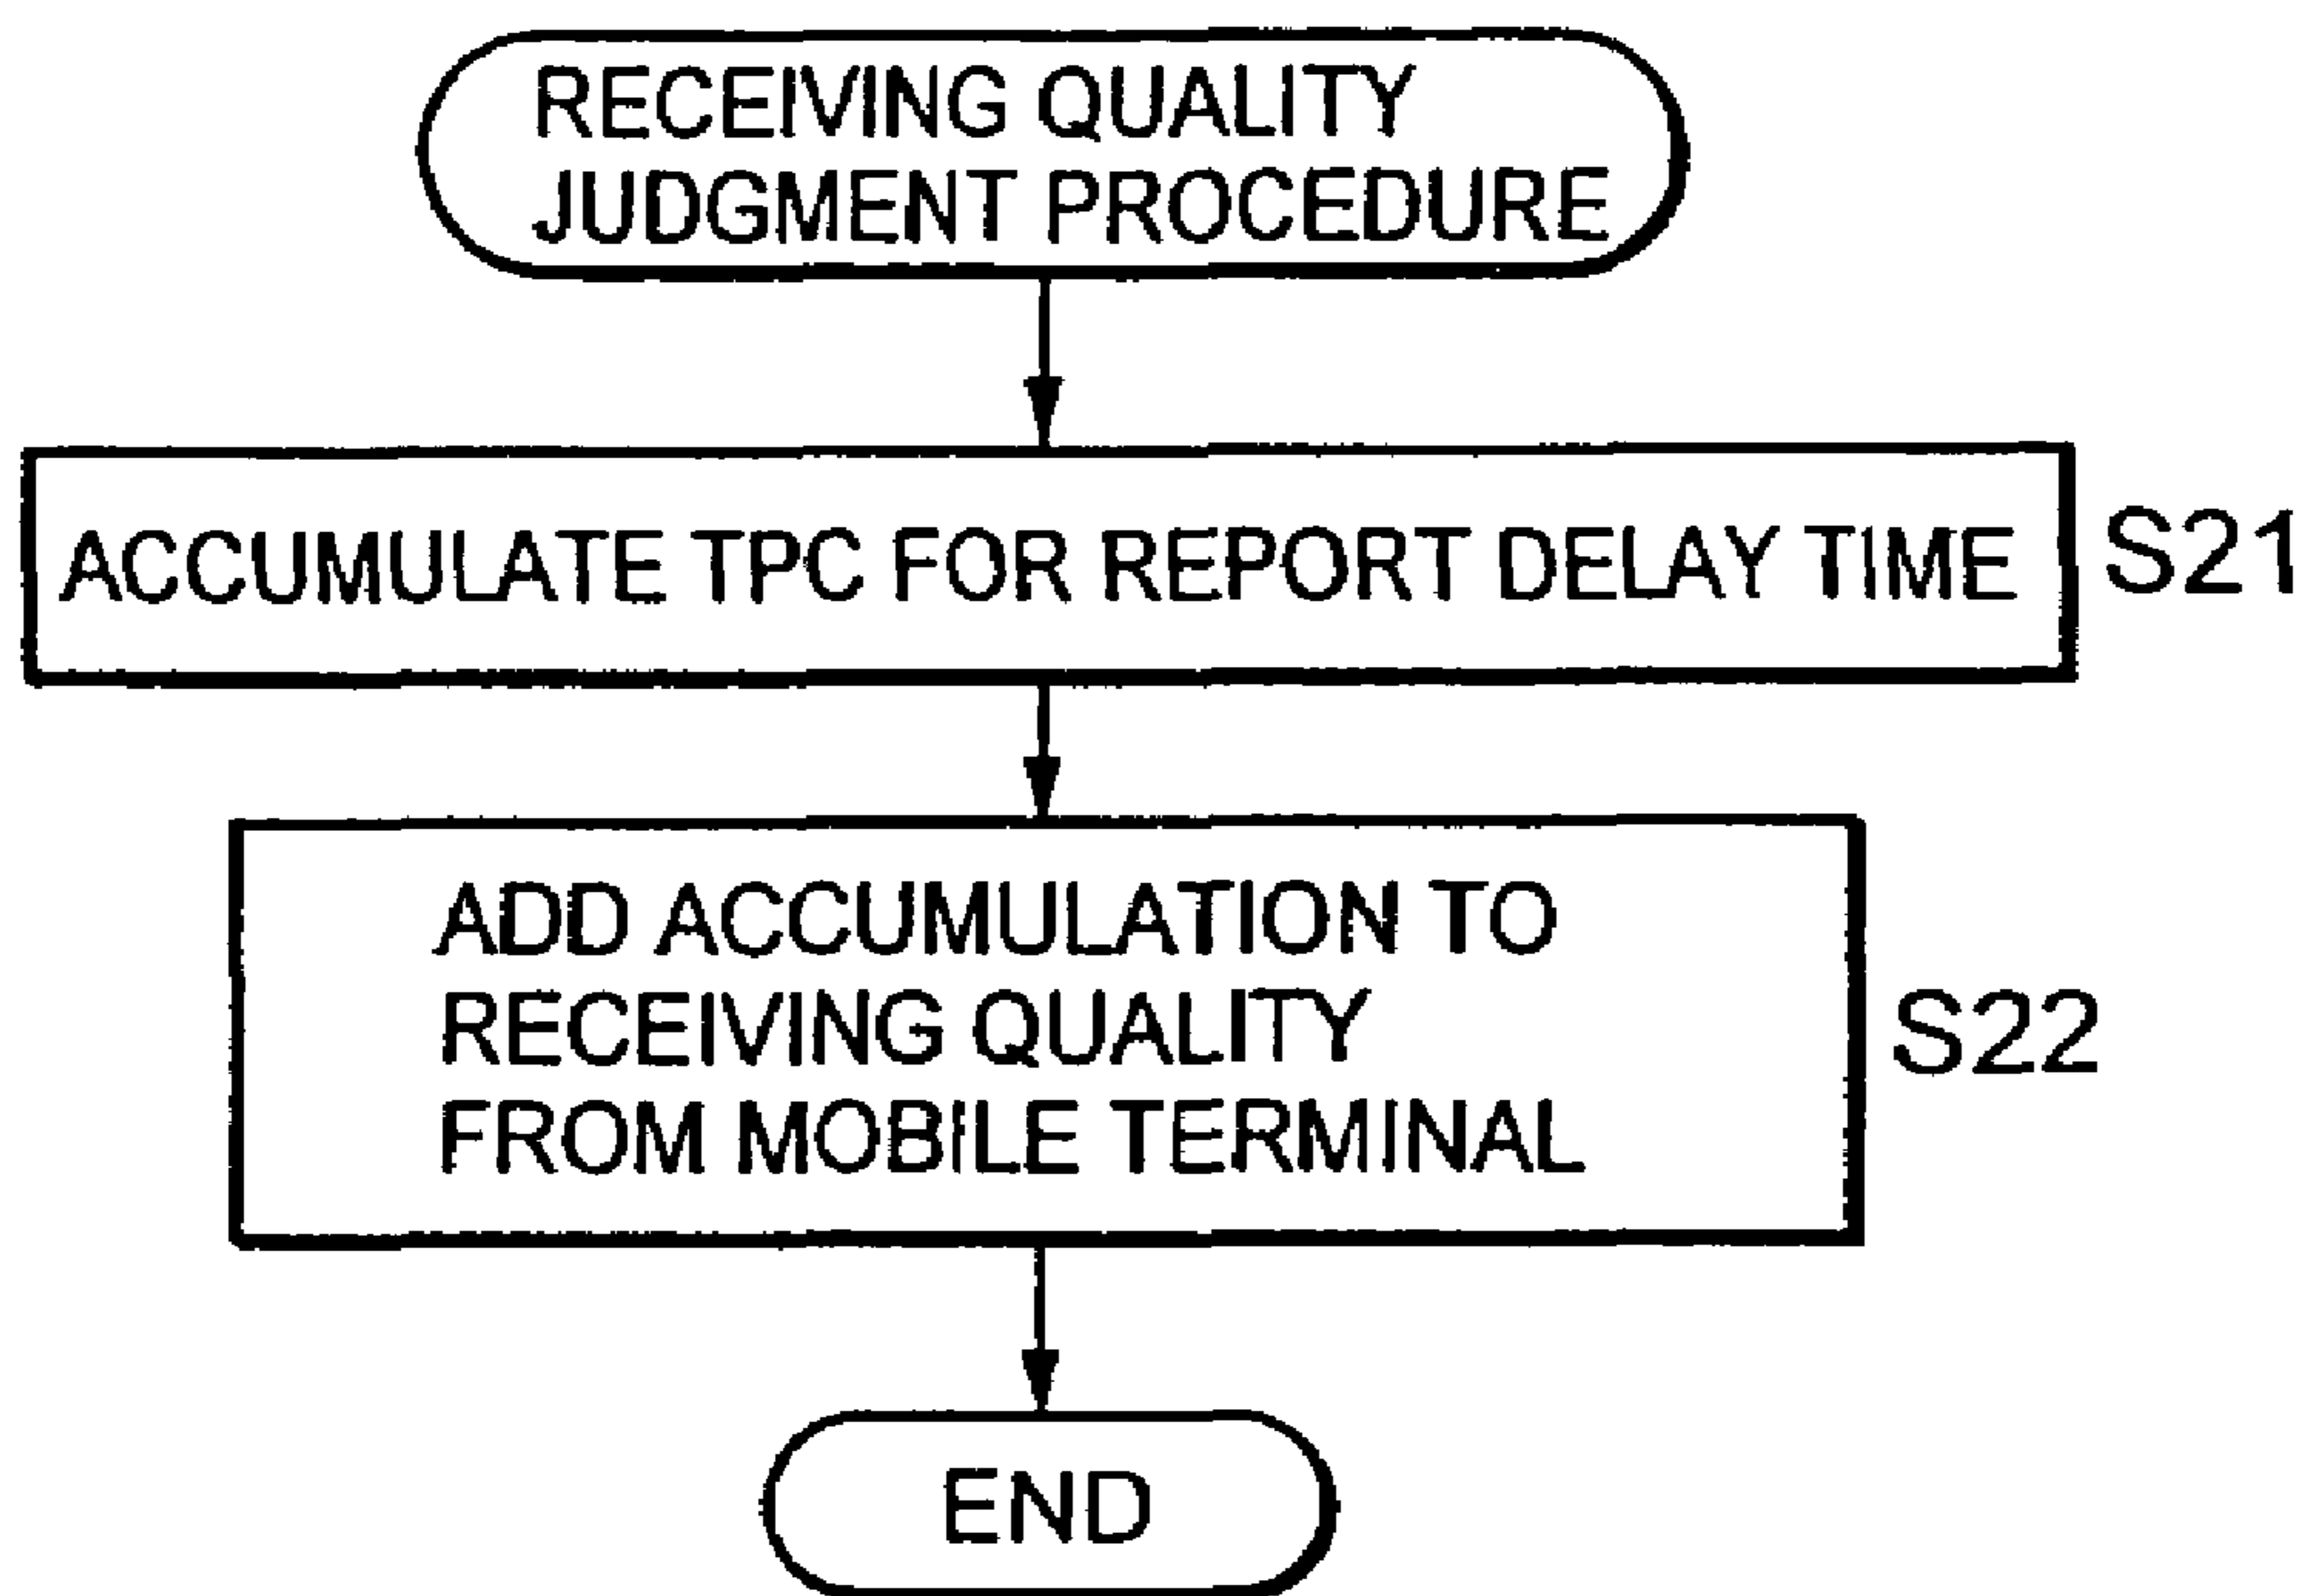 RECEIVING QUALITY
JUDGMENT PROCEDURE
ACCUMULATE TPC FOR REPORT DELAY TIME
S21
ADD ACCUMULATION TO
RECEIVING QUALITY
FROM MOBILE TERMINAL
S22
END